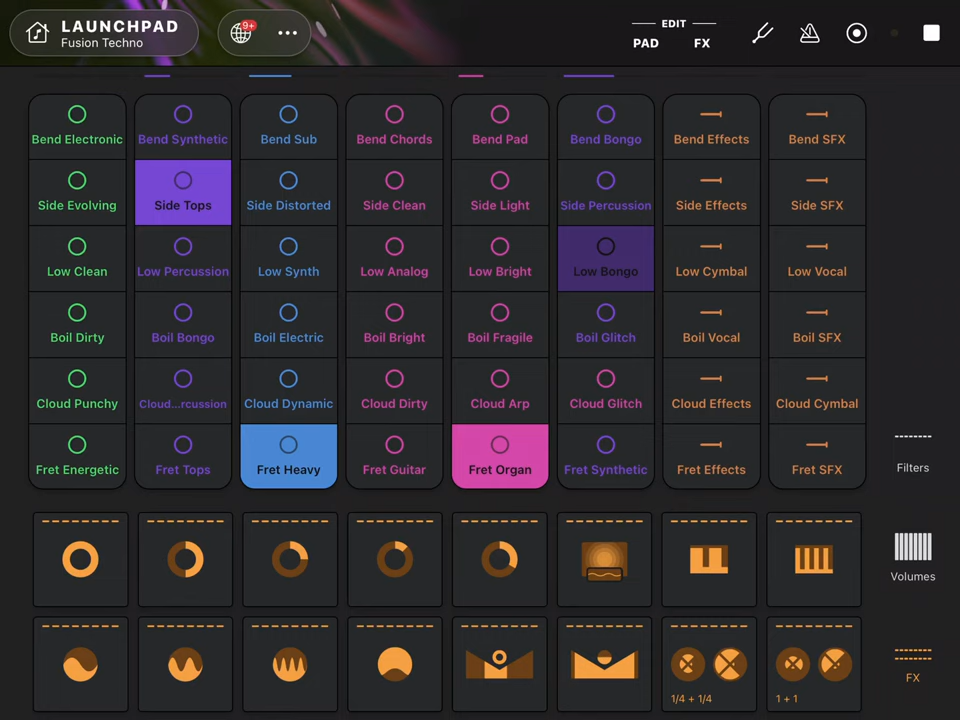 LAUNCHPAD
Fusion Techno
9+
EDIT
PAD
FX
Bend Electronic
Bend Synthetic
Bend Sub
Bend Chords
Bend Pad
Bend Bongo
Bend Effects
Bend SFX
Side Evolving
Side Tops
Side Distorted
Side Clean
Side Light
Side Percussion
Side Effects
Side SFX
Low Clean
Low Percussion
Low Synth
Low Analog
Low Bright
Low Bongo
Low Cymbal
Low Vocal
Boil Dirty
Boil Bongo
Boil Electric
Boil Bright
Boil Fragile
Boil Glitch
Boil Vocal
Boil SFX
Cloud Punchy
Cloud...rcussion
Cloud Dynamic
Cloud Dirty
Cloud Arp
Cloud Glitch
Cloud Effects
Cloud Cymbal
Fret Energetic
Fret Tops
Fret Heavy
Fret Guitar
Fret Organ
Fret Synthetic
Fret Effects
Fret SFX
Filters
Volumes
FX
1/4 + 1/4
1 + 1